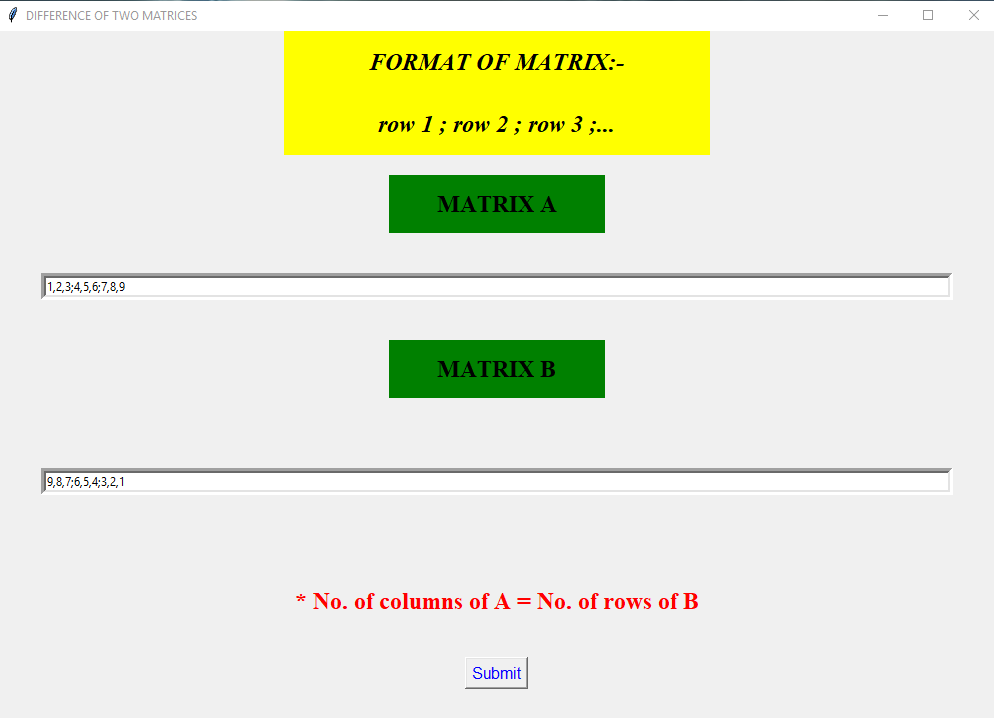 DIFFERENCE OF TWO MATRICES
FORMAT OF MATRIX:-
row 1 ; row 2 ; row 3 ;...
MATRIX A
1,2,3;4,5,6;7,8,9
MATRIX B
9,8,7;6,5,4;3,2,1
* No. of columns of A = No. of rows of B
Submit